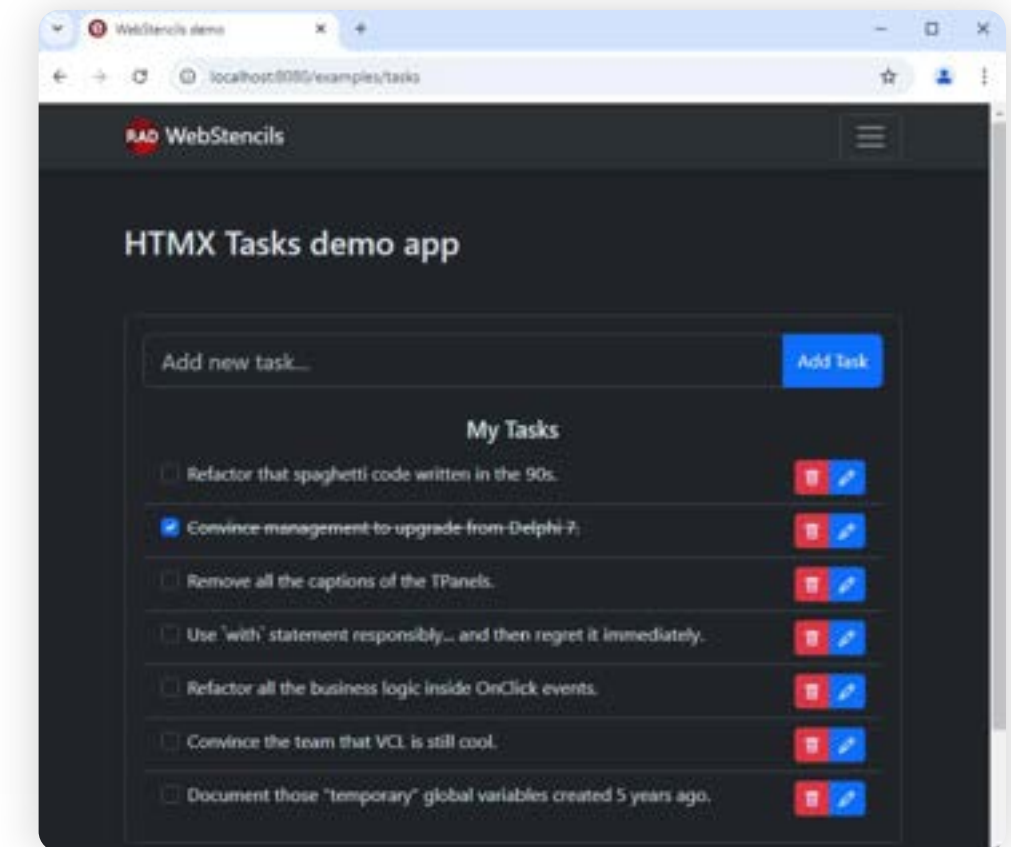 WebStencils demo
localhost:8080/examples/tasks
RAD WebStencils
HTMX Tasks demo app
Add new task...
Add Task
My Tasks
Refactor that spaghetti code written in the 90s.
Convince management to upgrade from Delphi 7.
Remove all the captions of the TPanels.
Use `with` statement responsibly... and then regret it immediately.
Refactor all the business logic inside OnClick events.
Convince the team that VCL is still cool.
Document those "temporary" global variables created 5 years ago.